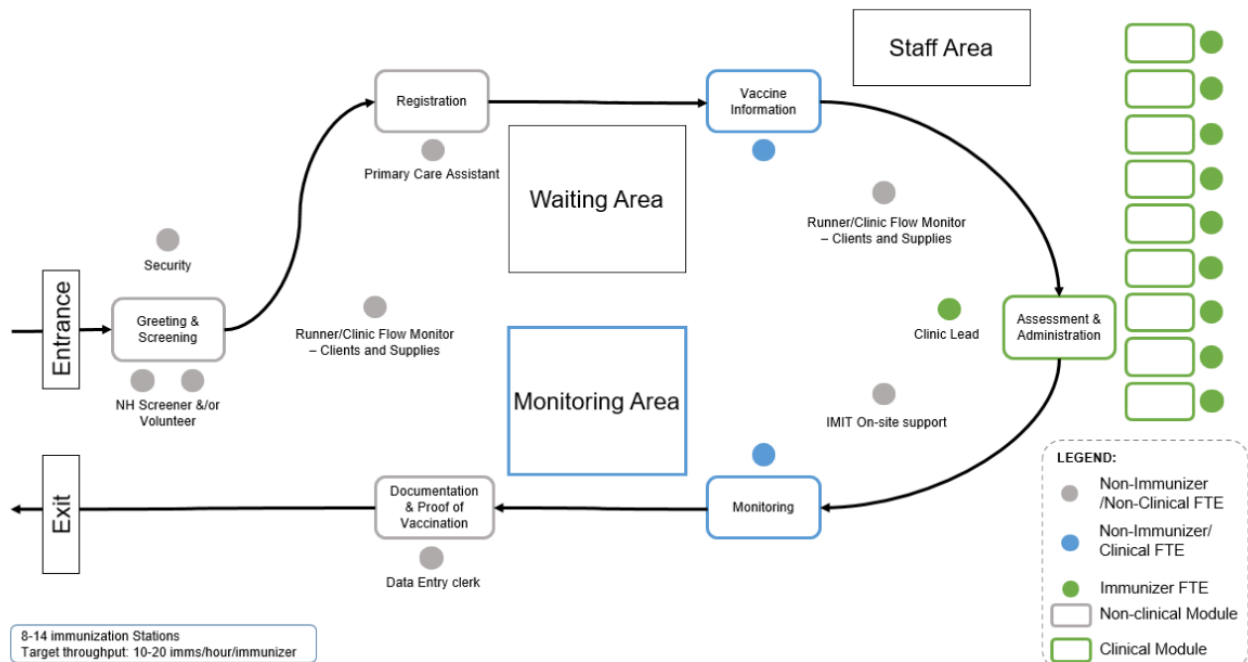 Staff Area
Registration
Vaccine
Information
Primary Care Assistant
Waiting Area
Runner/Clinic Flow Monitor
– Clients and Supplies
Security
Entrance
Greeting &
Screening
Runner/Clinic Flow Monitor
– Clients and Supplies
Clinic Lead
Assessment &
Administration
NH Screener &/or
Volunteer
Monitoring Area
IMIT On-site support
Exit
Documentation
& Proof of
Vaccination
Monitoring
Data Entry clerk
LEGEND:
Non-Immunizer
/Non-Clinical FTE
Non-Immunizer/
Clinical FTE
Immunizer FTE
Non-clinical Module
Clinical Module
8-14 immunization Stations
Target throughput: 10-20 imms/hour/immunizer